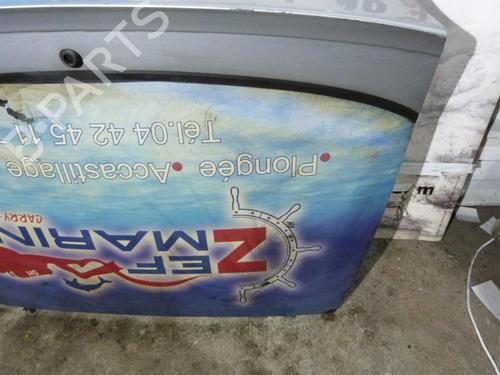 ZEF
MARIN
CARRY-
• Plongée • Accastillage
Tél.04 42 45 11
PARTS